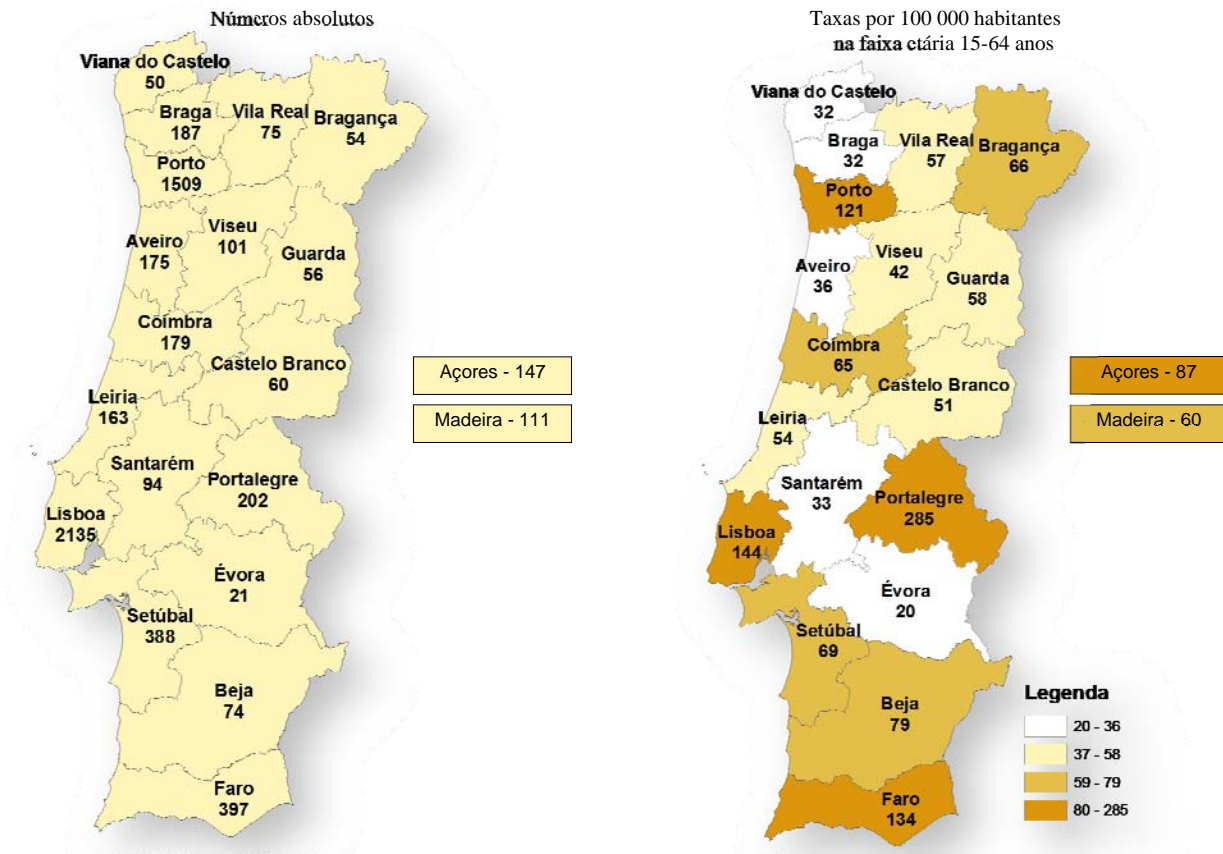 Números absolutos
Viana do Castelo
50
Braga
187
Vila Real
75
Bragança
54
Porto
1509
Aveiro
175
Viseu
101
Guarda
56
Coimbra
179
Castelo Branco
60
Leiria
163
Santarém
94
Portalegre
202
Lisboa
2135
Évora
21
Setúbal
388
Beja
74
Faro
397
Açores - 147
Madeira - 111
Taxas por 100 000 habitantes
na faixa etária 15-64 anos
Viana do Castelo
32
Braga
32
Vila Real
57
Bragança
66
Porto
121
Aveiro
36
Viseu
42
Guarda
58
Coimbra
65
Castelo Branco
51
Leiria
54
Santarém
33
Portalegre
285
Lisboa
144
Évora
20
Setúbal
69
Beja
79
Faro
134
Açores - 87
Madeira - 60
Legenda
20 - 36
37 - 58
59 - 79
80 - 285